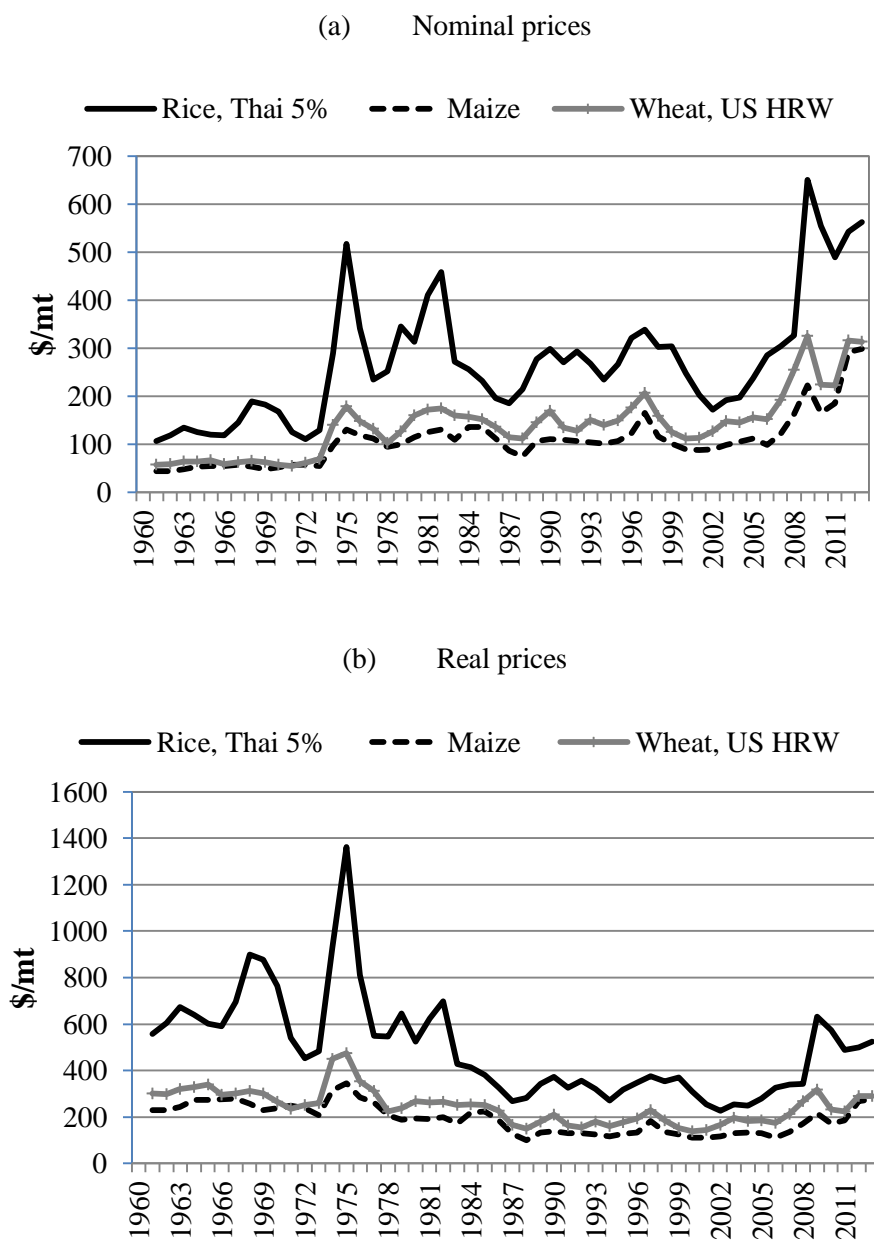 (a) Nominal prices
Rice, Thai 5% Maize Wheat, US HRW
700
600
500
400
300
200
100
0
$/mt
1960 1963 1966 1969 1972 1975 1978 1981 1984 1987 1990 1993 1996 1999 2002 2005 2008 2011
(b) Real prices
Rice, Thai 5% Maize Wheat, US HRW
1600
1400
1200
1000
800
600
400
200
0
$/mt
1960 1963 1966 1969 1972 1975 1978 1981 1984 1987 1990 1993 1996 1999 2002 2005 2008 2011